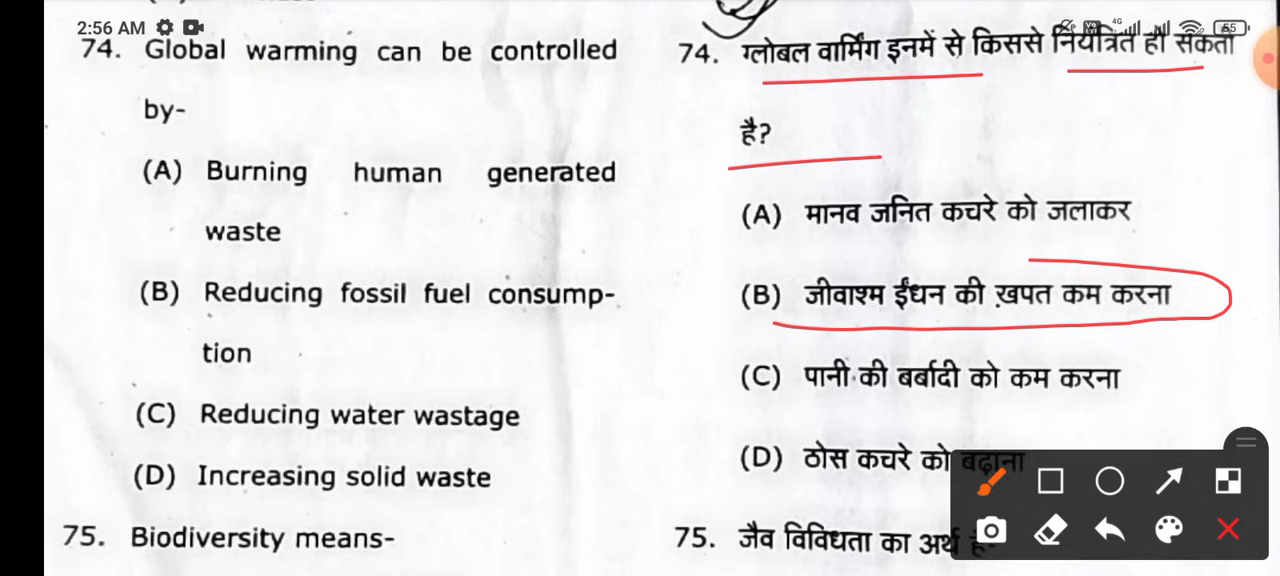 2:56 AM
74. Global warming can be controlled
by-
(A) Burning human generated
waste
(B) Reducing fossil fuel consump-
tion
(C) Reducing water wastage
(D) Increasing solid waste
75. Biodiversity means-
74. ग्लोबल वार्मिंग इनमें से किससे नियंत्रित हो सकता
है?
(A) मानव जनित कचरे को जलाकर
(B) जीवाश्म ईंधन की ख़पत कम करना
(C) पानी की बर्बादी को कम करना
(D) ठोस कचरे को बढ़ाना
75. जैव विविधता का अर्थ है-
4G
55